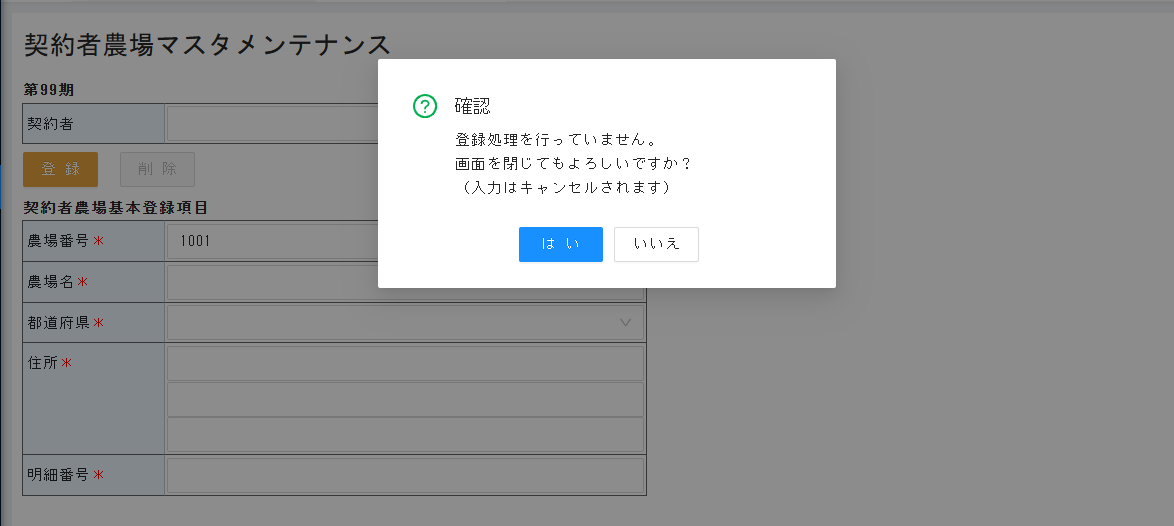 契約者農場マスタメンテナンス
第99期
契約者
登 録
削 除
契約者農場基本登録項目
農場番号＊
1001
農場名＊
都道府県＊
住所＊
明細番号＊
確認
登録処理を行っていません。
画面を閉じてもよろしいですか？
（入力はキャンセルされます）
は い
いいえ